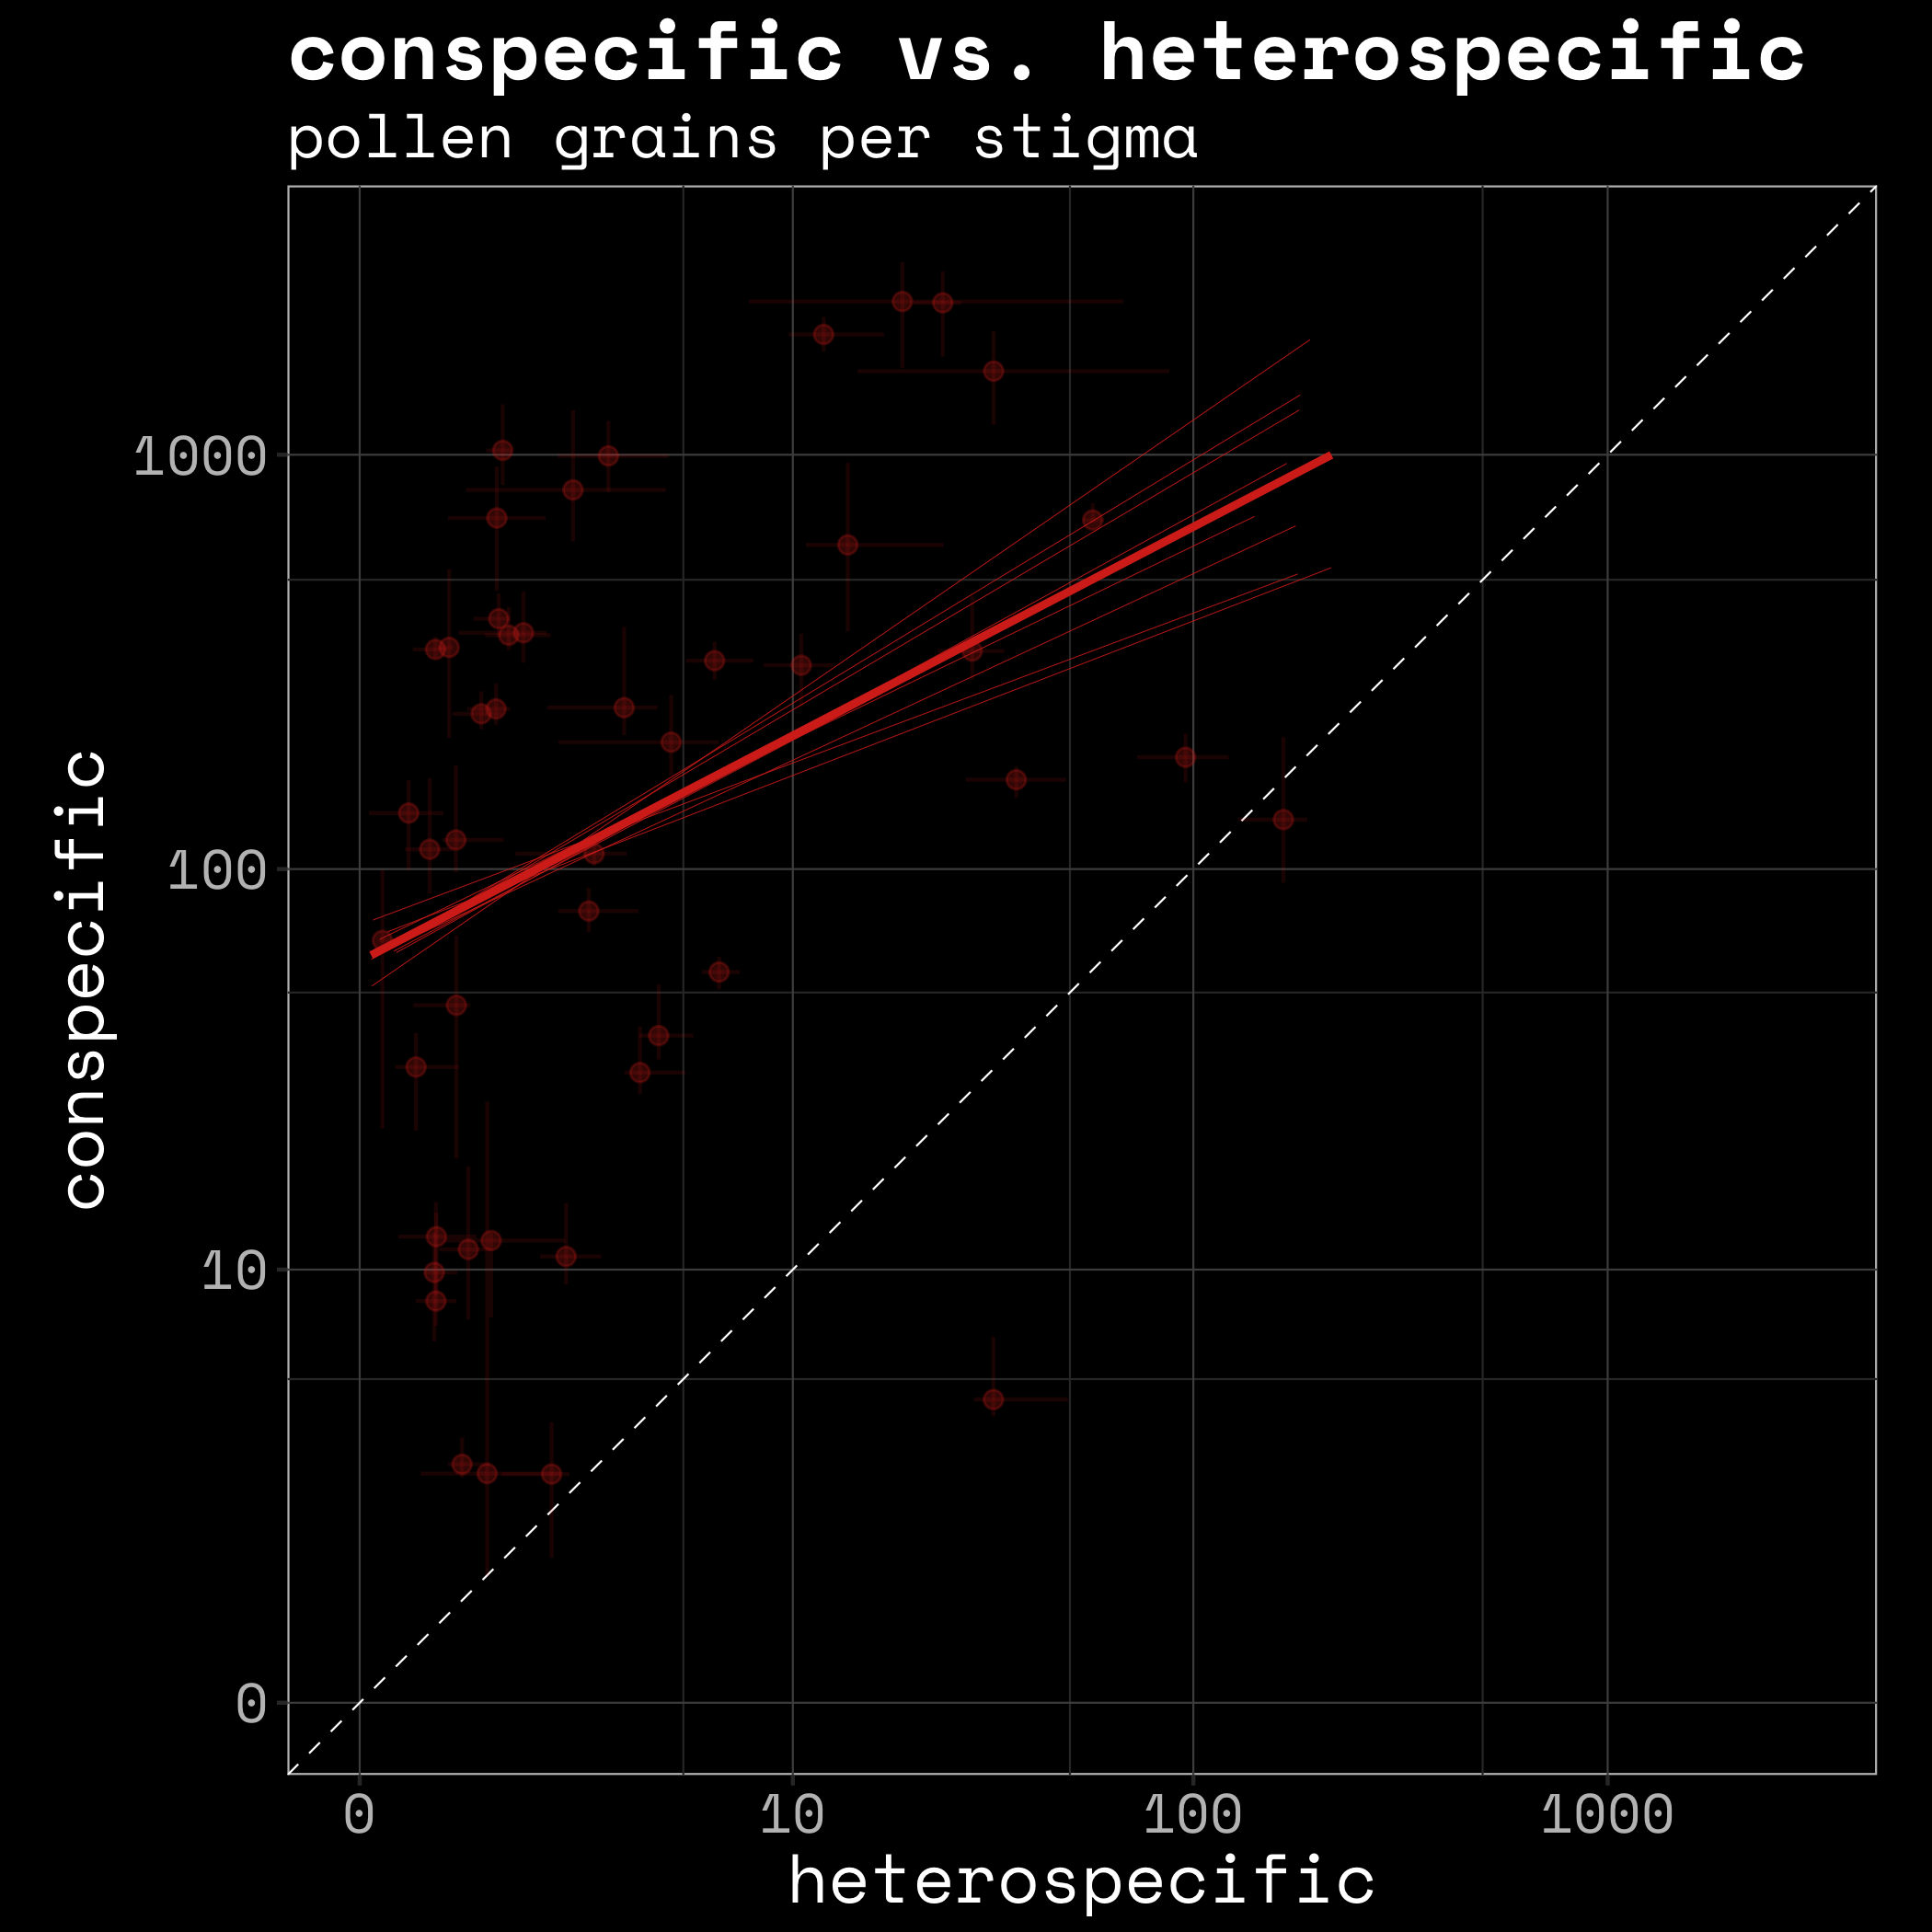 conspecific vs. heterospecific
pollen grains per stigma
conspecific
1000
100
10
0
0 10 100 1000
heterospecific